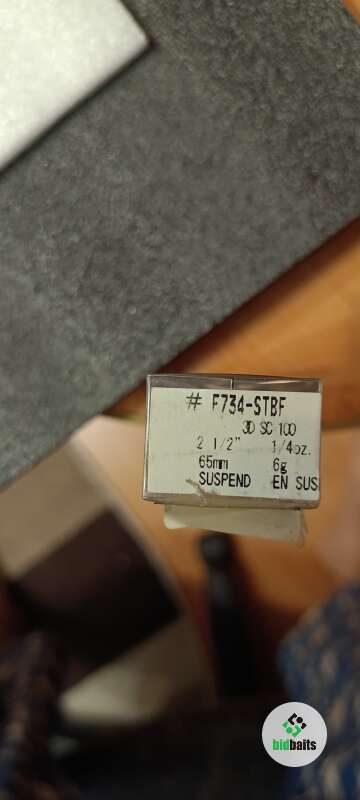 # F734-STBF
3D SC 100
2 1/2" 1/4oz.
65mm 6g
SUSPEND EN SUS
bidbaits